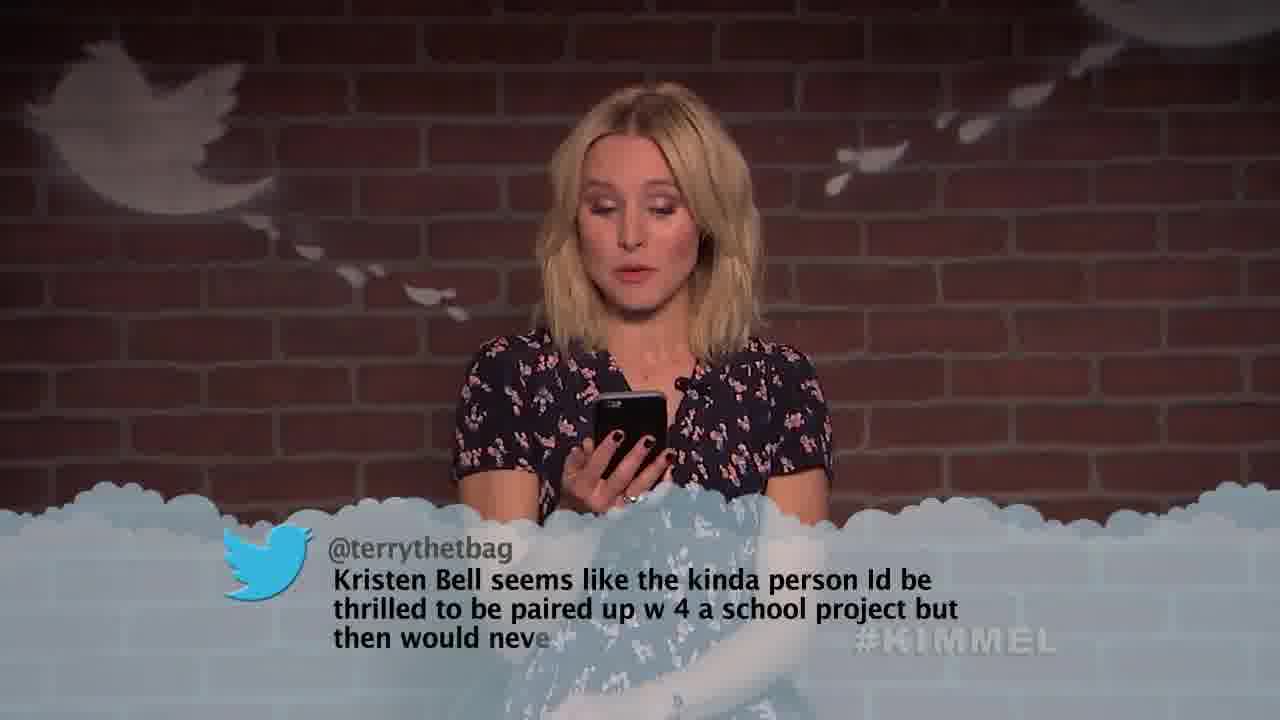 @terrythetbag
Kristen Bell seems like the kinda person Id be
thrilled to be paired up w 4 a school project but
then would neve
#KIMMEL